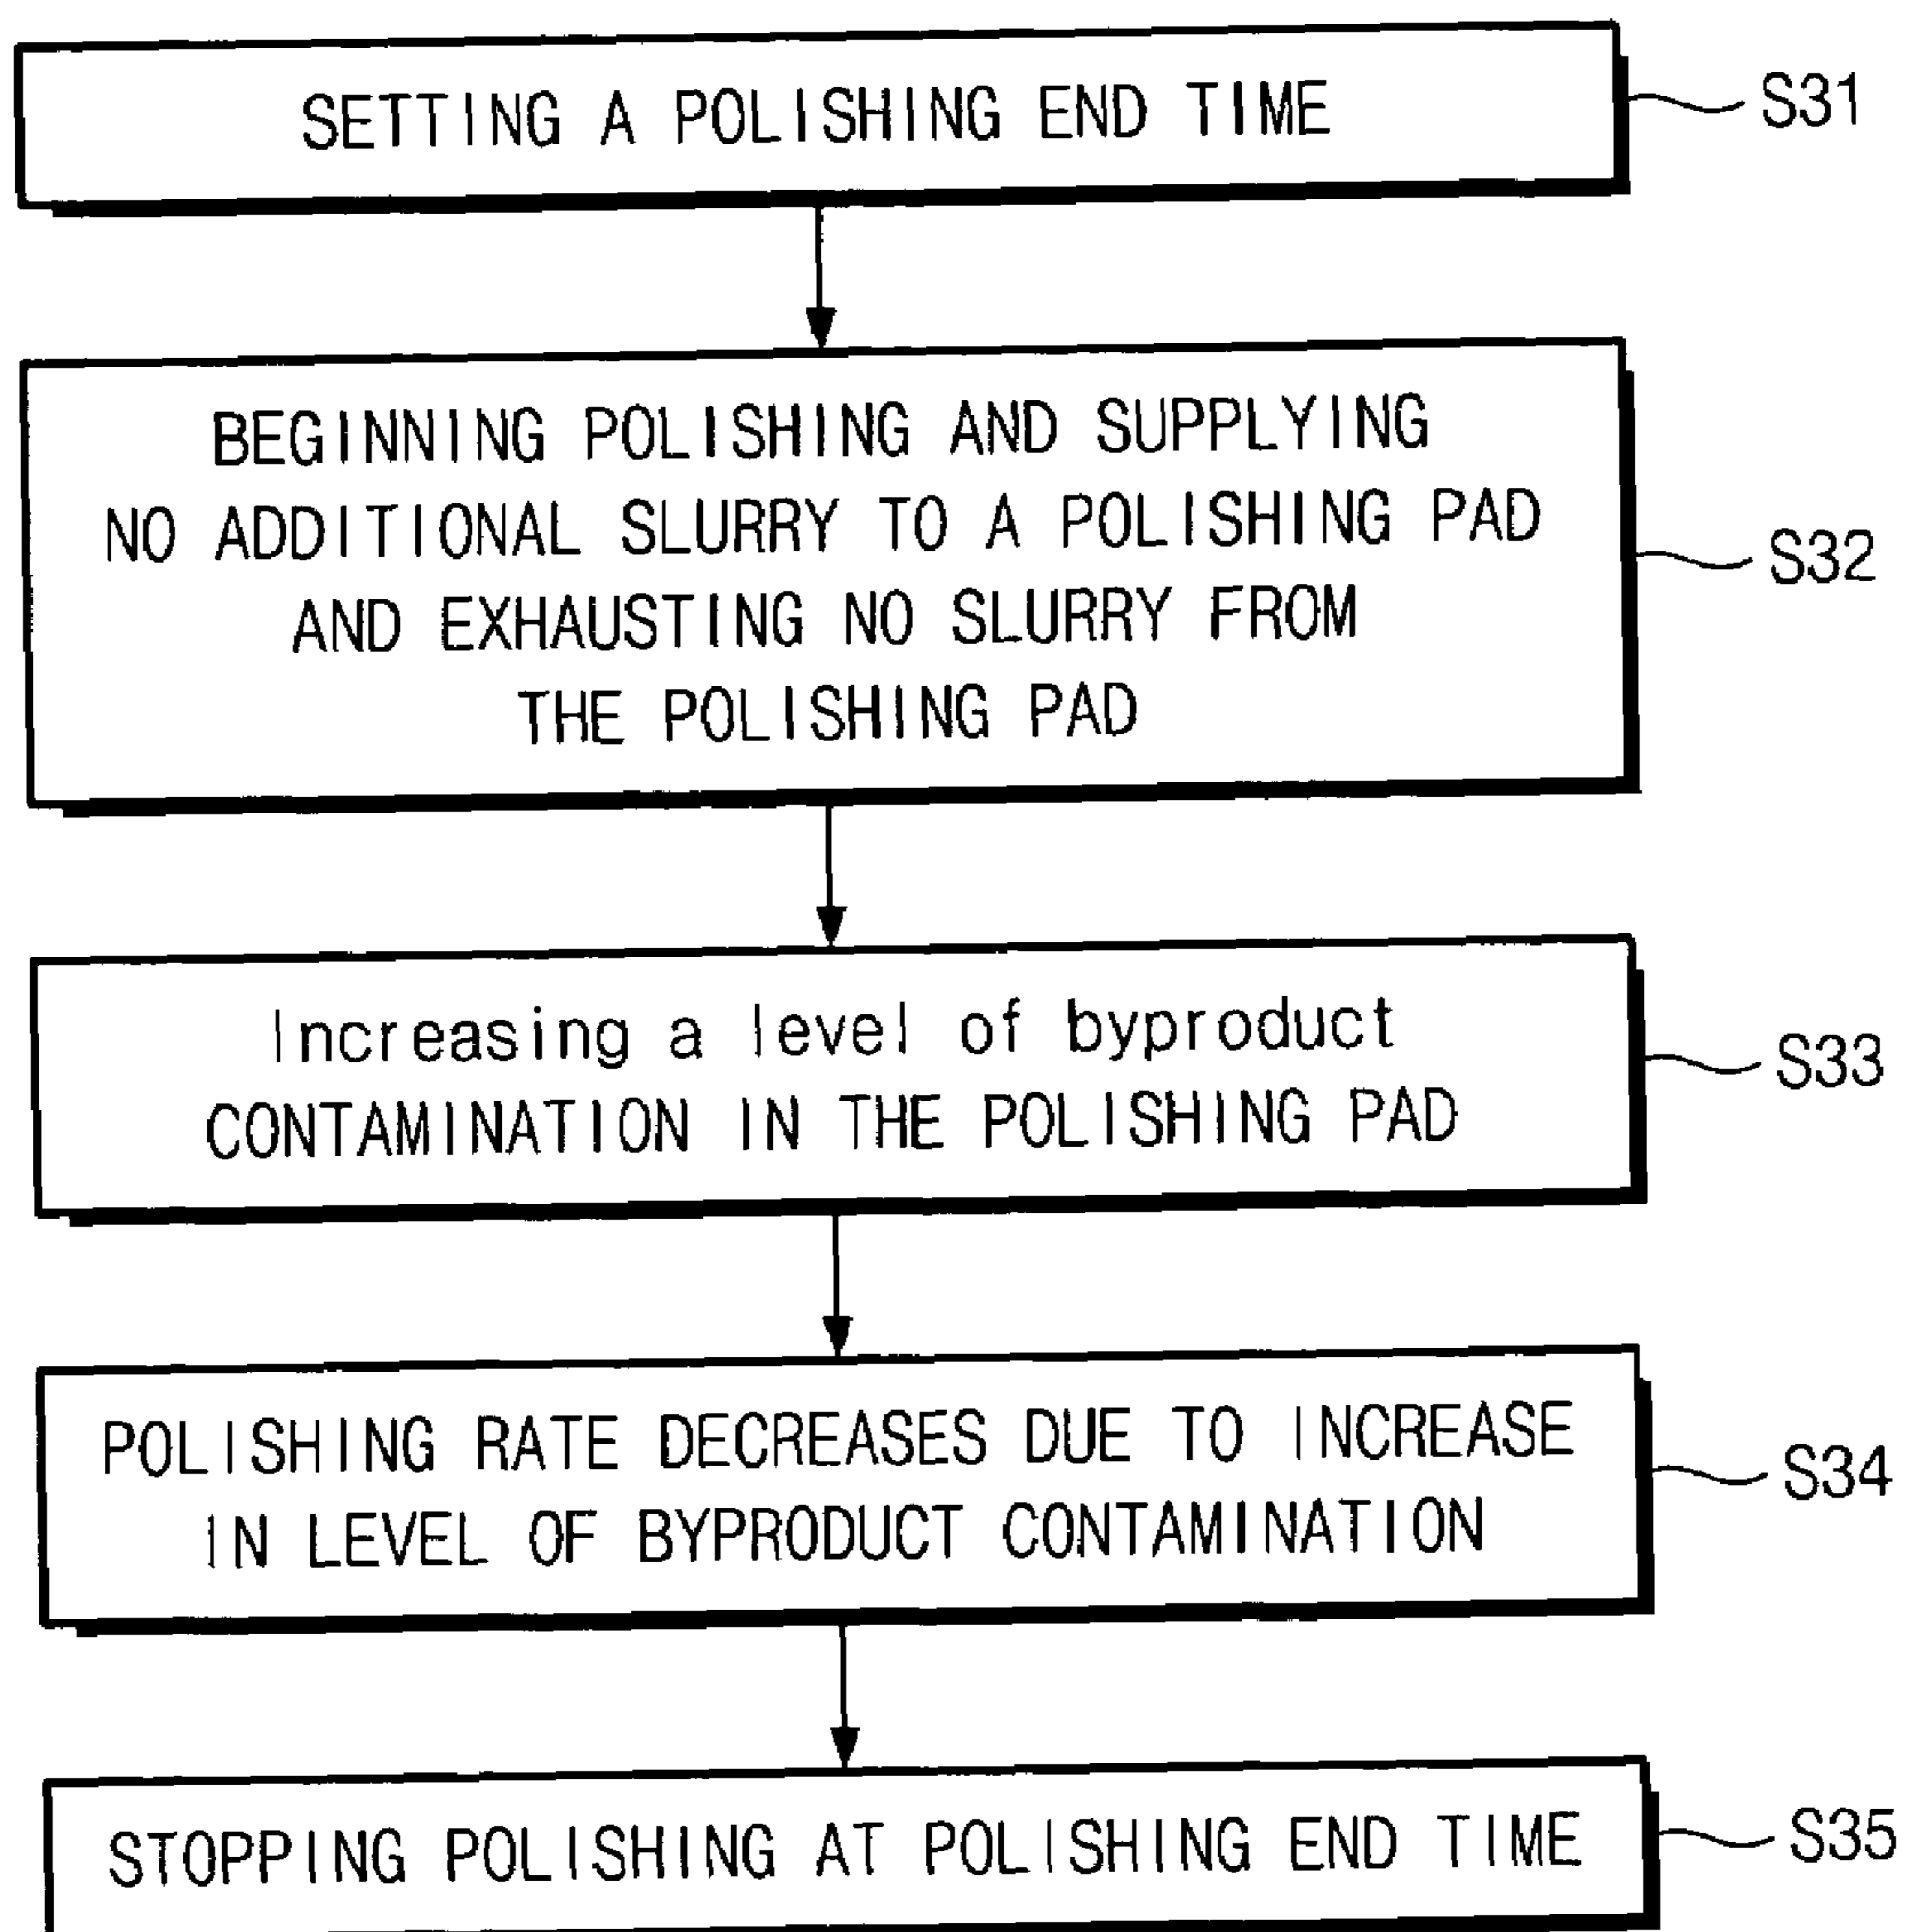 SETTING A POLISHING END TIME
S31
BEGINNING POLISHING AND SUPPLYING
NO ADDITIONAL SLURRY TO A POLISHING PAD
AND EXHAUSTING NO SLURRY FROM
THE POLISHING PAD
S32
Increasing a level of byproduct
CONTAMINATION IN THE POLISHING PAD
S33
POLISHING RATE DECREASES DUE TO INCREASE
IN LEVEL OF BYPRODUCT CONTAMINATION
S34
STOPPING POLISHING AT POLISHING END TIME
S35